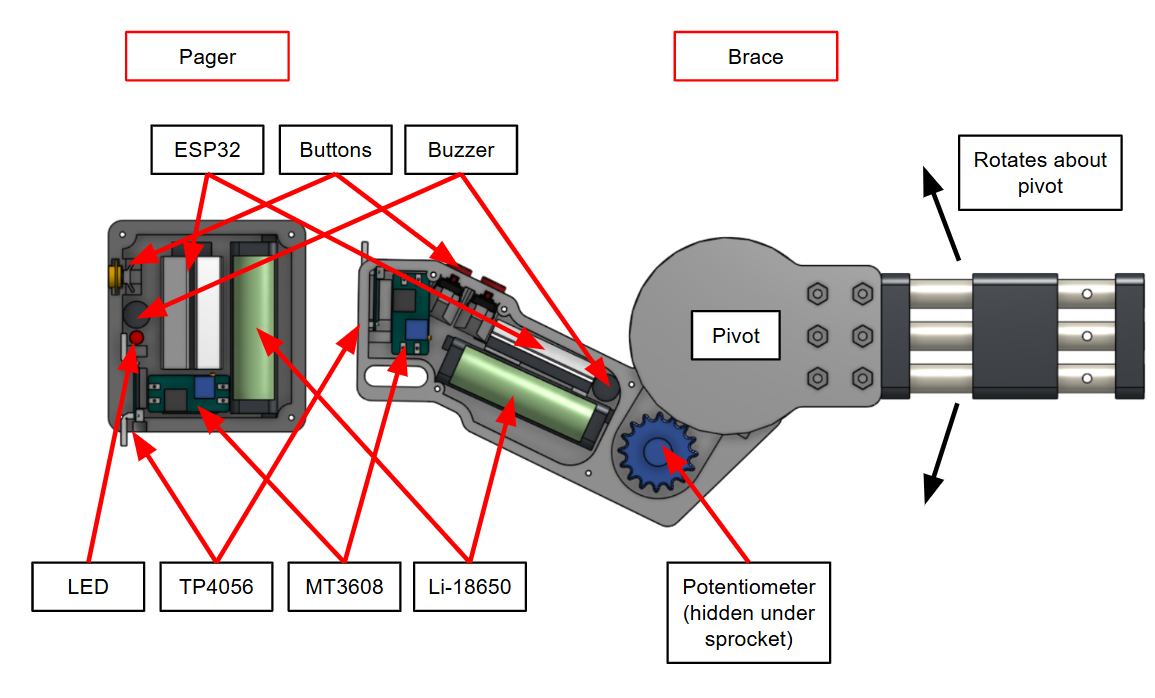 Pager
Brace
ESP32
Buttons
Buzzer
Rotates about
pivot
Pivot
LED
TP4056
MT3608
Li-18650
Potentiometer
(hidden under
sprocket)